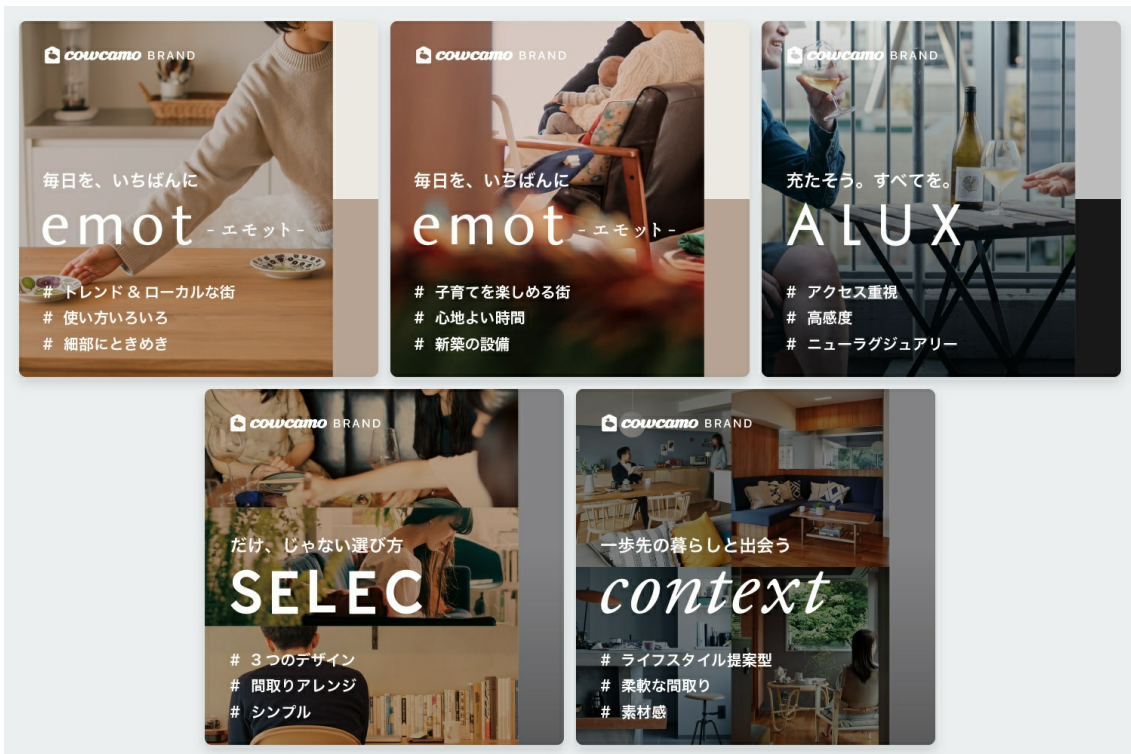 cowcamo BRAND
毎日を、いちばんに
emot -エモット-
# トレンド & ローカルな街
# 使い方いろいろ
# 細部にときめき
cowcamo BRAND
毎日を、いちばんに
emot -エモット-
# 子育てを楽しめる街
# 心地よい時間
# 新築の設備
cowcamo BRAND
充たそう。すべてを。
ALUX
# アクセス重視
# 高感度
# ニューラグジュアリー
cowcamo BRAND
だけ、じゃない選び方
SELEC
# 3つのデザイン
# 間取りアレンジ
# シンプル
cowcamo BRAND
一歩先の暮らしと出会う
context
# ライフスタイル提案型
# 柔軟な間取り
# 素材感